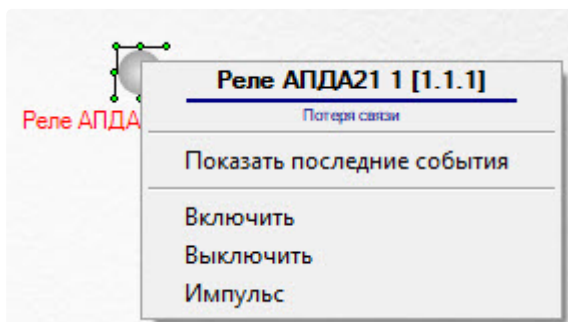 Реле АПДА21 1 [1.1.1]
Потеря связи
Реле АПДА
Показать последние события
Включить
Выключить
Импульс